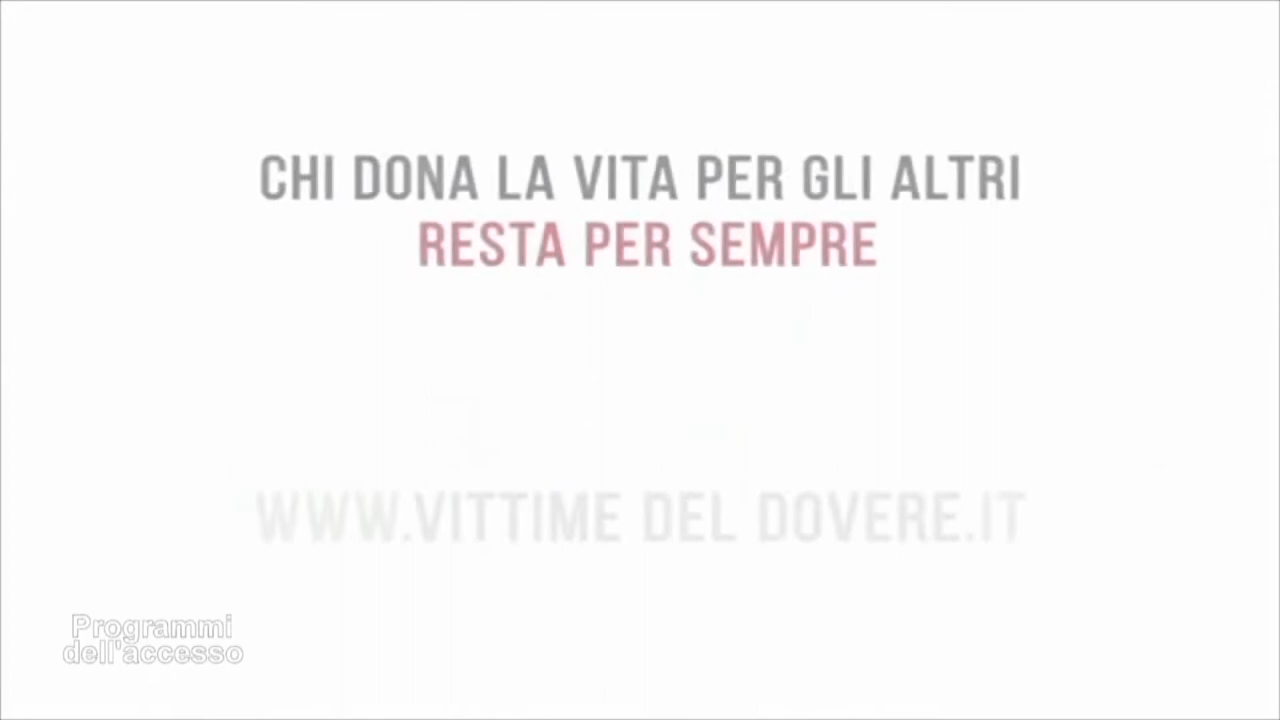 CHI DONA LA VITA PER GLI ALTRI
RESTA PER SEMPRE
WWW.VITTIME DEL DOVERE.IT
Programmi
dell'accesso